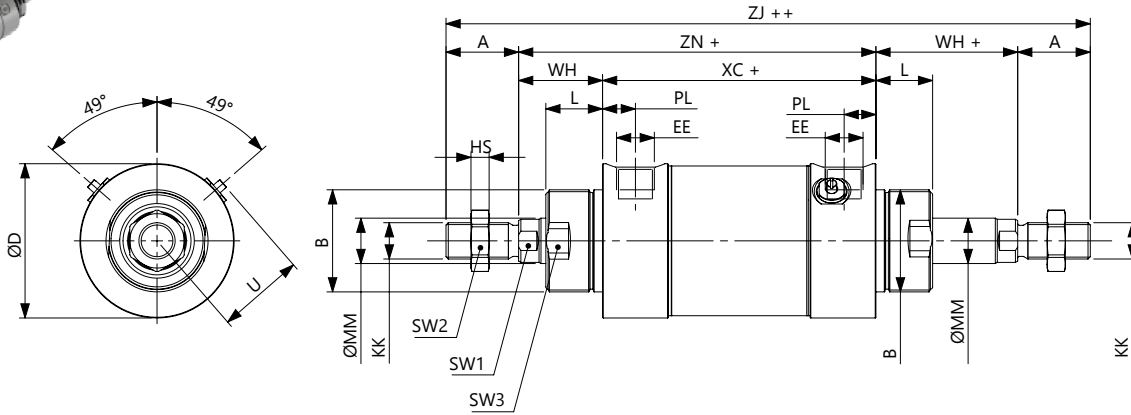 ZJ ++
A
ZN +
WH +
A
WH
XC +
L
L
PL
PL
EE
EE
HS
49°
49°
ØD
U
B
ØMM
KK
SW2
SW1
SW3
B
ØMM
KK